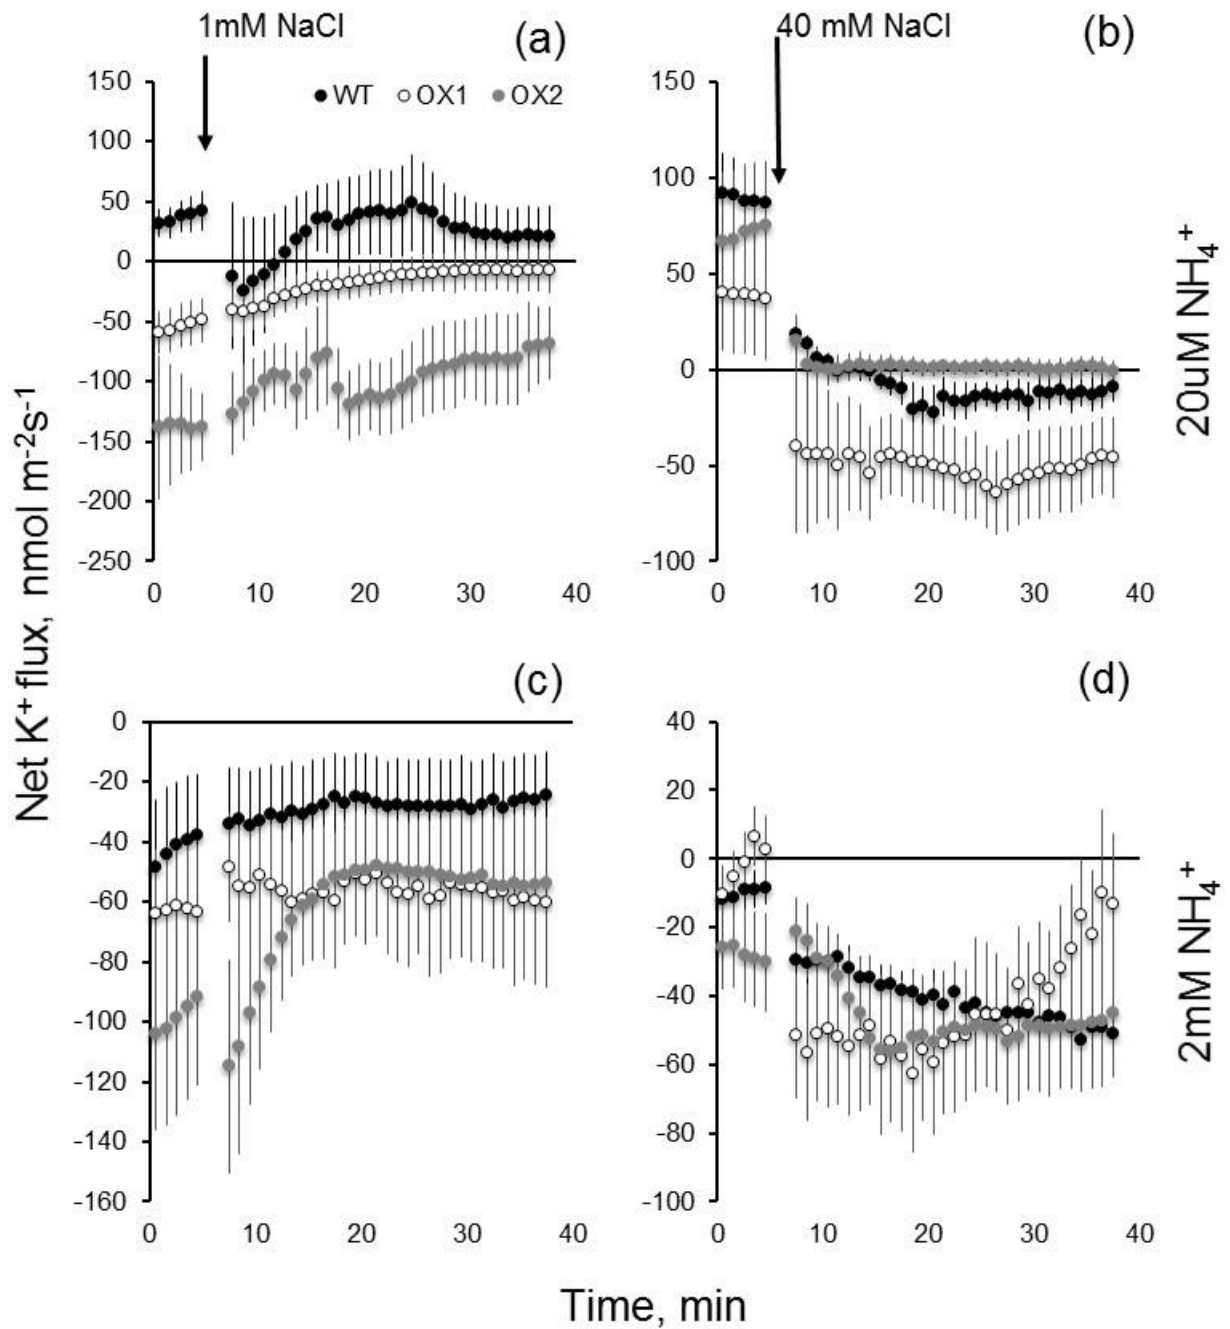 1mM NaCl
(a)
40 mM NaCl
(b)
WT OX1 OX2
150
100
50
0
-50
-100
-150
-200
-250
0 10 20 30 40
150
100
50
0
-50
-100
0 10 20 30 40
20uM NH₄⁺
Net K⁺ flux, nmol m⁻²s⁻¹
(c)
(d)
0
-20
-40
-60
-80
-100
-120
-140
-160
0 10 20 30 40
40
20
0
-20
-40
-60
-80
-100
0 10 20 30 40
2mM NH₄⁺
Time, min